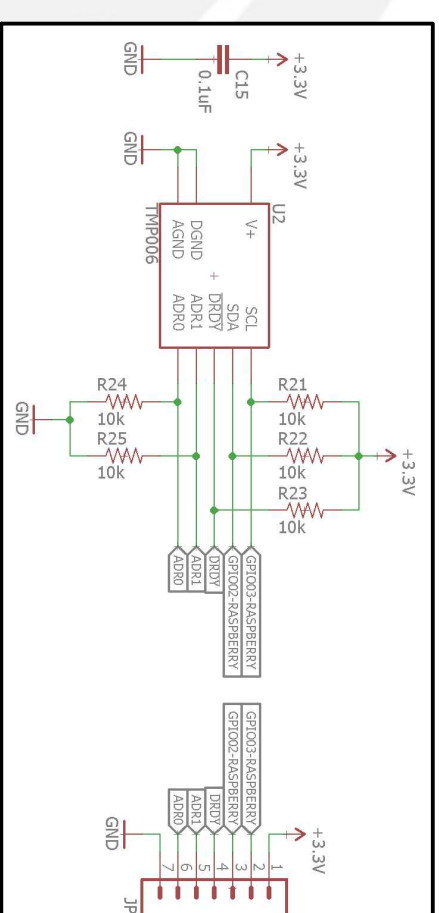 +3.3V
C15
0.1uF
GND
+3.3V
GND
U2
TMP006
V+
DGND
AGND
SCL
SDA
DRDY
ADR1
ADR0
R24
10k
R25
10k
GND
R21
10k
R22
10k
R23
10k
+3.3V
GPIO03-RASPBERRY
GPIO02-RASPBERRY
DRDY
ADR1
ADR0
GPIO03-RASPBERRY
GPIO02-RASPBERRY
DRDY
ADR1
ADR0
+3.3V
GND
1
2
3
4
5
6
7
JP